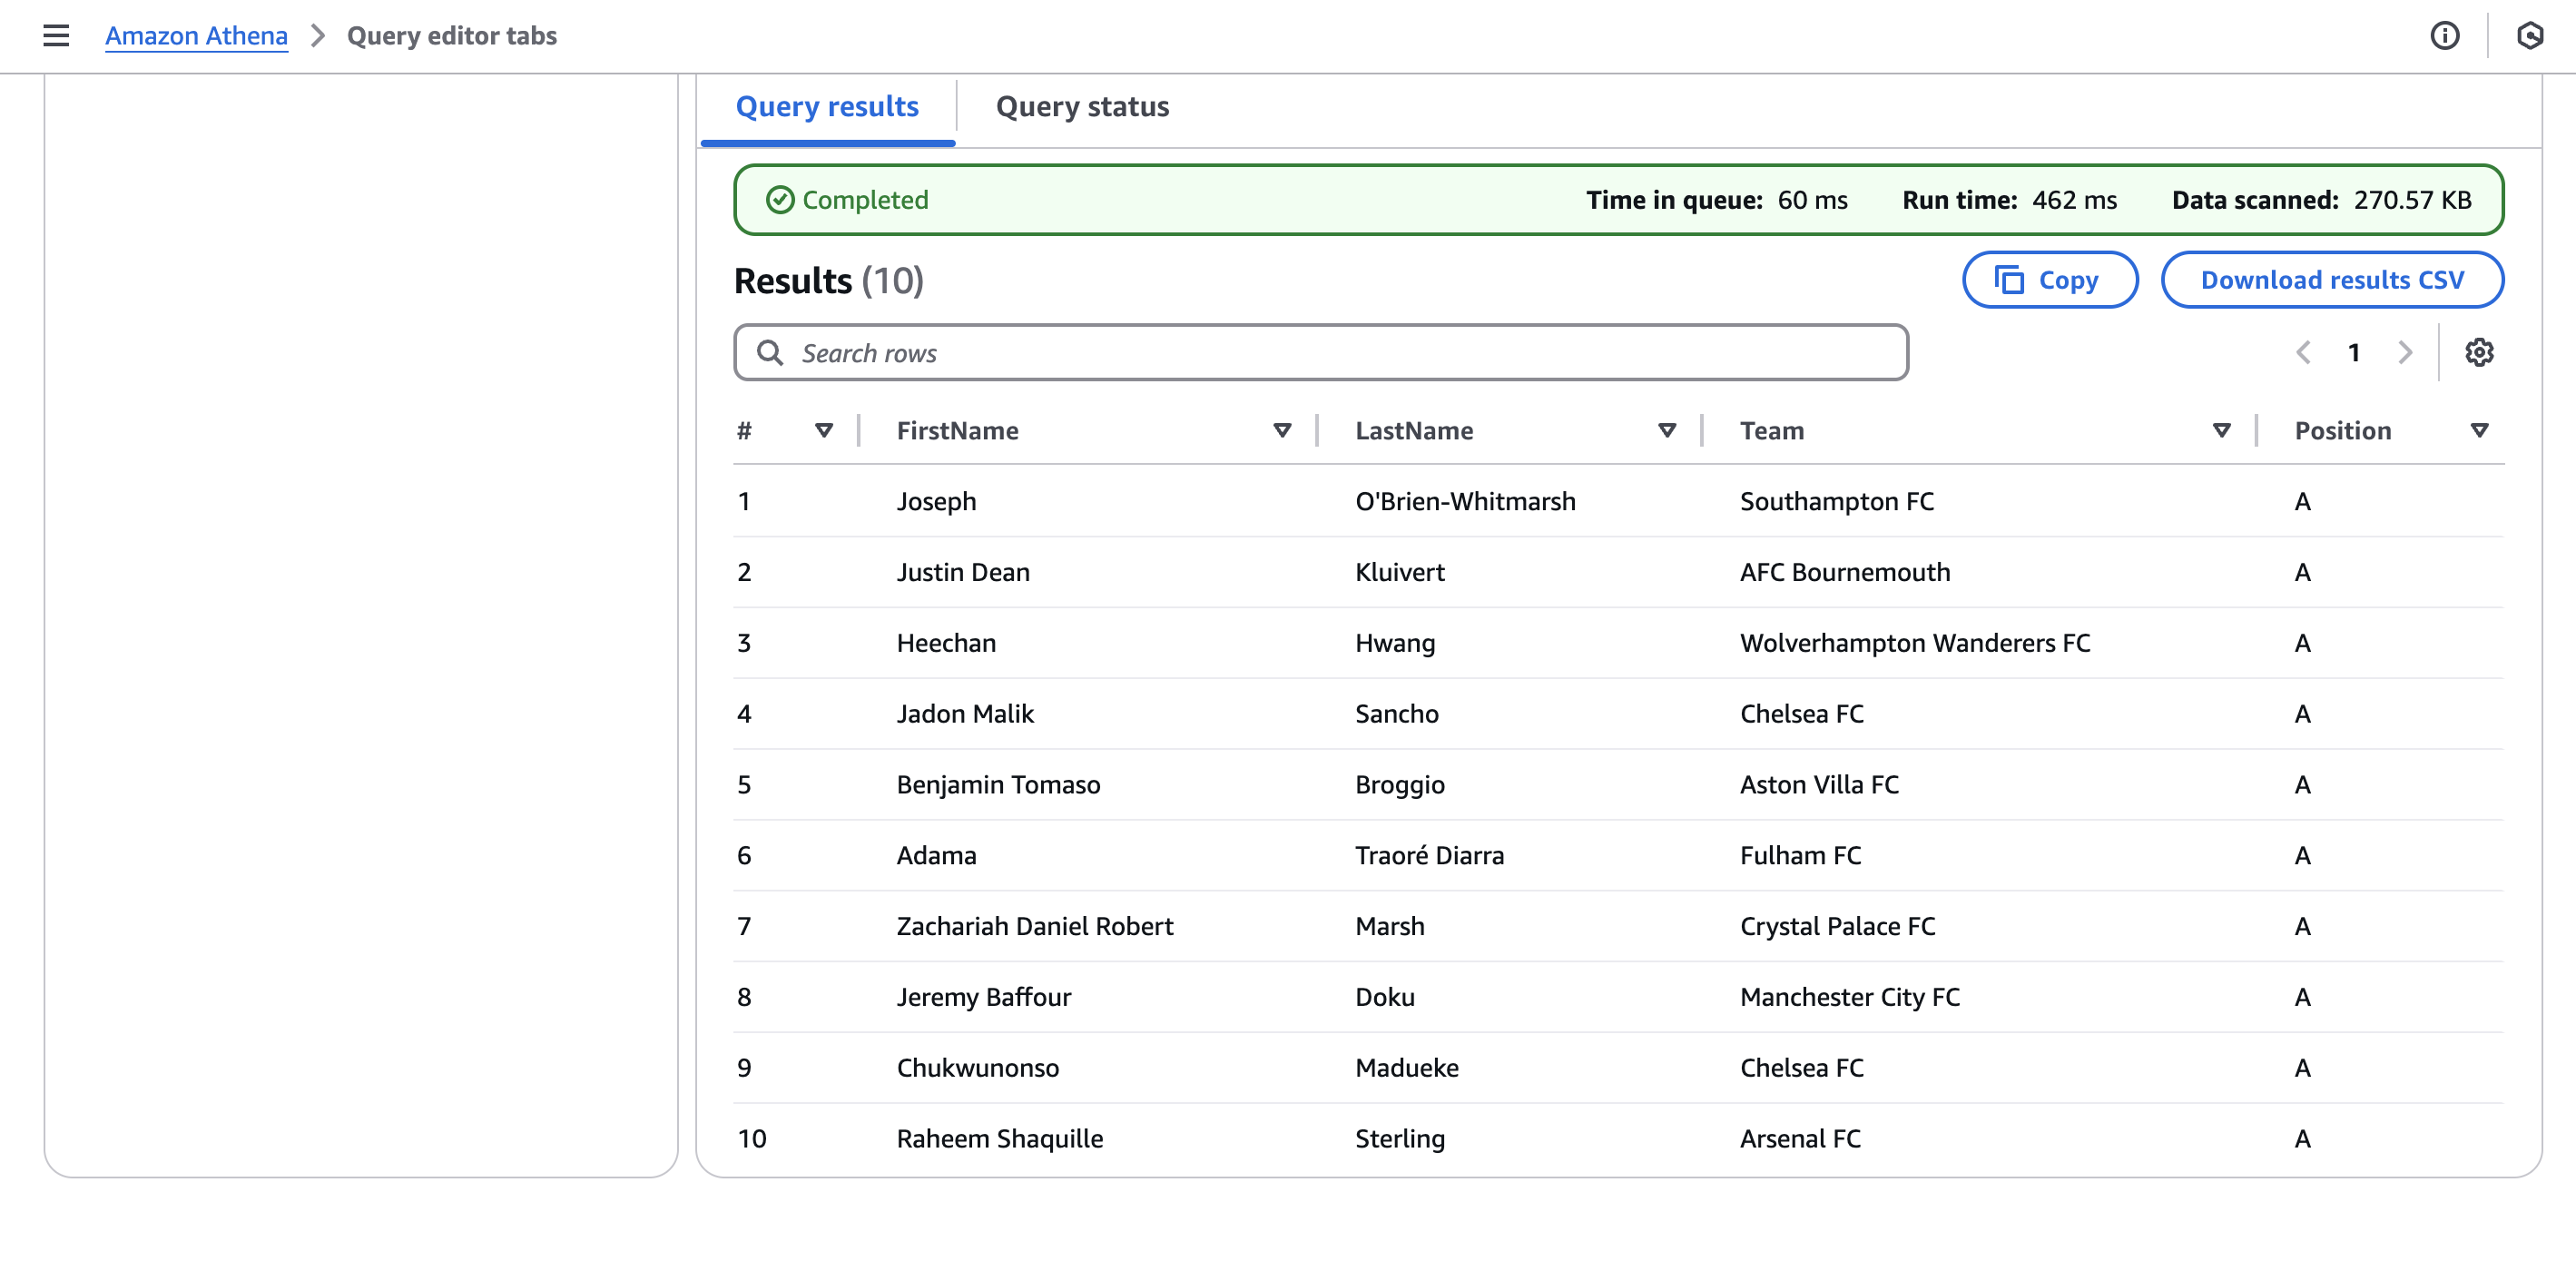 Amazon Athena > Query editor tabs
Query results Query status
Completed Time in queue: 60 ms Run time: 462 ms Data scanned: 270.57 KB
Results (10) Copy Download results CSV
Search rows 1
# FirstName LastName Team Position
1 Joseph O'Brien-Whitmarsh Southampton FC A
2 Justin Dean Kluivert AFC Bournemouth A
3 Heechan Hwang Wolverhampton Wanderers FC A
4 Jadon Malik Sancho Chelsea FC A
5 Benjamin Tomaso Broggio Aston Villa FC A
6 Adama Traoré Diarra Fulham FC A
7 Zachariah Daniel Robert Marsh Crystal Palace FC A
8 Jeremy Baffour Doku Manchester City FC A
9 Chukwunonso Madueke Chelsea FC A
10 Raheem Shaquille Sterling Arsenal FC A